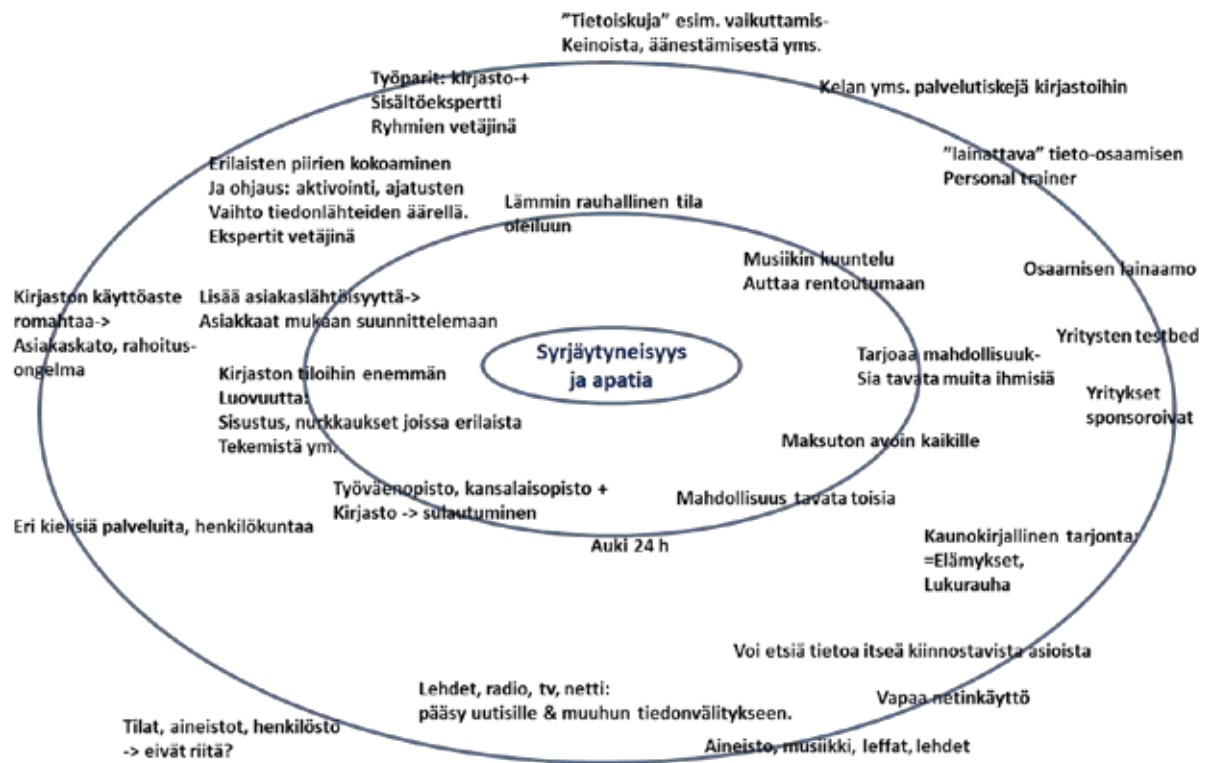 ”Tietoiskuja” esim. vaikuttamis-
Keinoista, äänestämisestä yms.
Työparit: kirjasto-+
Sisältöekspertti
Ryhmien vetäjinä
Kelan yms. palvelutiskejä kirjastoihin
Erilaisten piirien kokoaminen
Ja ohjaus: aktivointi, ajatusten
Vaihto tiedonlähteiden äärellä.
Ekspertit vetäjinä
”lainattava” tieto-osaamisen
Personal trainer
Lämmin rauhallinen tila
oleiluun
Musiikin kuuntelu
Auttaa rentoutumaan
Osaamisen lainaamo
Kirjaston käyttöaste
romahtaa->
Asiakaskato, rahoitus-
ongelma
Lisää asiakaslähtöisyyttä->
Asiakkaat mukaan suunnittelemaan
Yritysten testbed
Syrjäytyneisyys
ja apatia
Tarjoaa mahdollisuuk-
Sia tavata muita ihmisiä
Kirjaston tiloihin enemmän
Luovuutta:
Sisustus, nurkkaukset joissa erilaista
Tekemistä ym.
Yritykset
sponsoroivat
Maksuton avoin kaikille
Työväenopisto, kansalaisopisto +
Kirjasto -> sulautuminen
Mahdollisuus tavata toisia
Eri kielisiä palveluita, henkilökuntaa
Auki 24 h
Kaunokirjallinen tarjonta:
=Elämykset,
Lukurauha
Voi etsiä tietoa itseä kiinnostavista asioista
Lehdet, radio, tv, netti:
pääsy uutisille & muuhun tiedonvälitykseen.
Vapaa netinkäyttö
Tilat, aineistot, henkilöstö
-> eivät riitä?
Aineisto, musiikki, leffat, lehdet